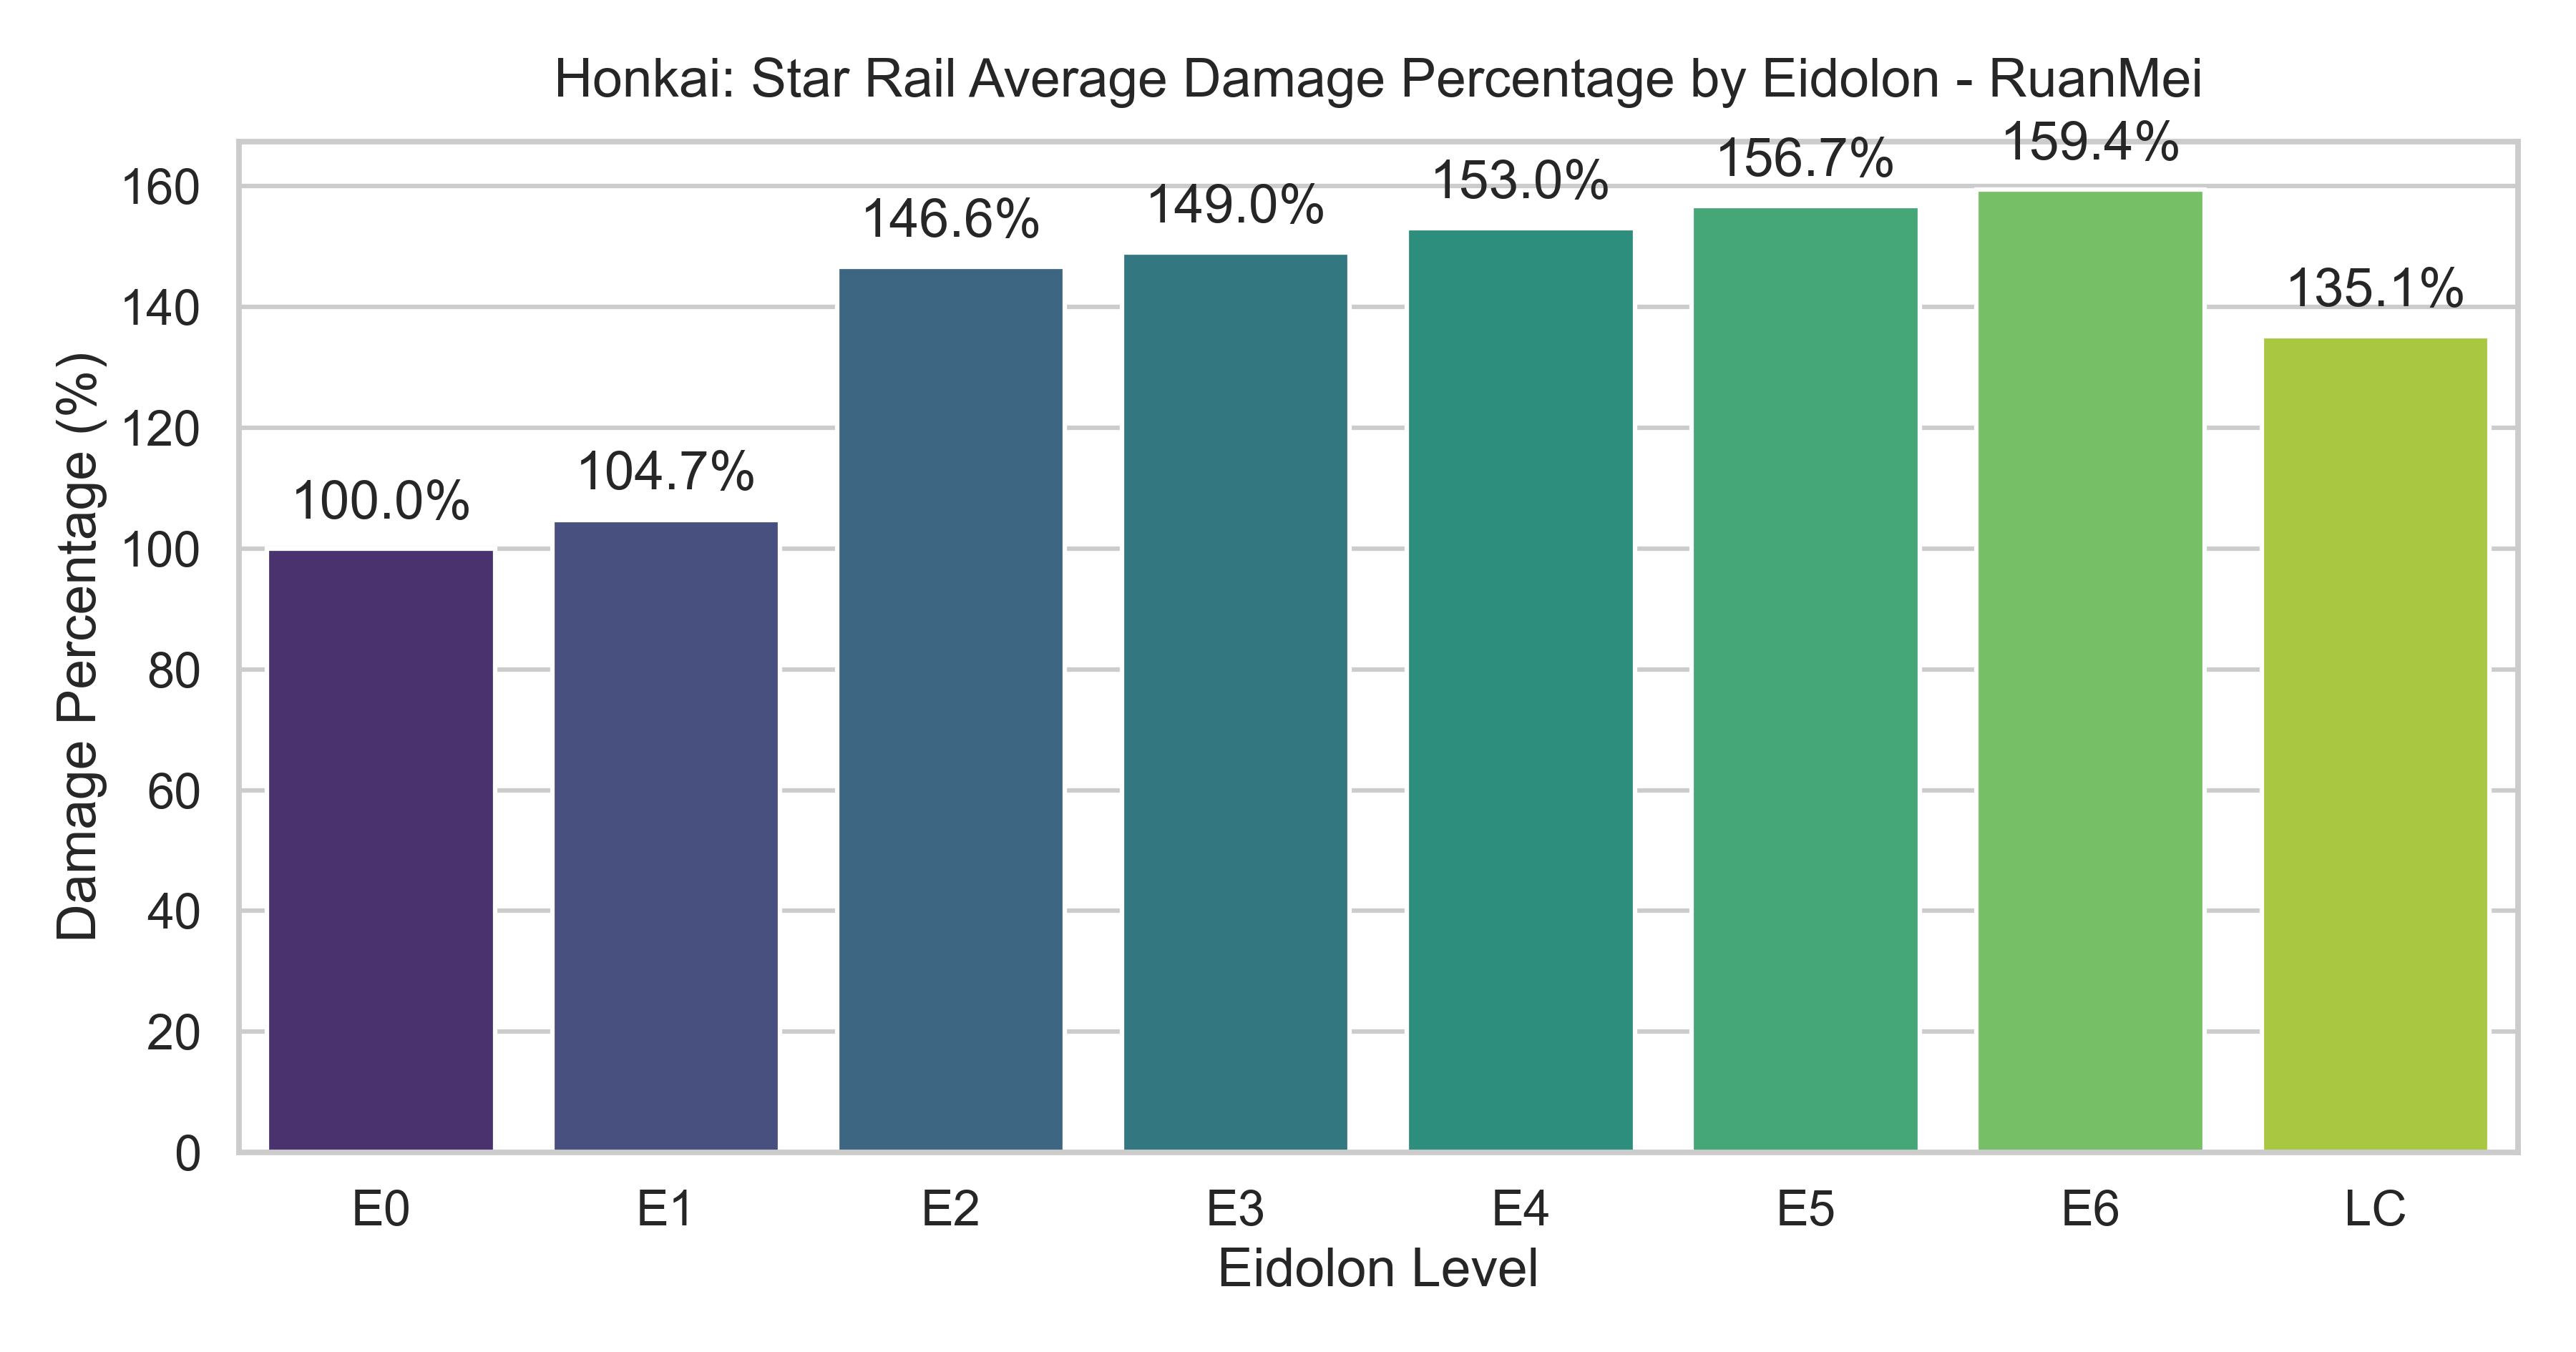 Honkai: Star Rail Average Damage Percentage by Eidolon - RuanMei
Damage Percentage (%)
160
140
120
100
80
60
40
20
0
100.0%
104.7%
146.6%
149.0%
153.0%
156.7%
159.4%
135.1%
E0
E1
E2
E3
E4
E5
E6
LC
Eidolon Level